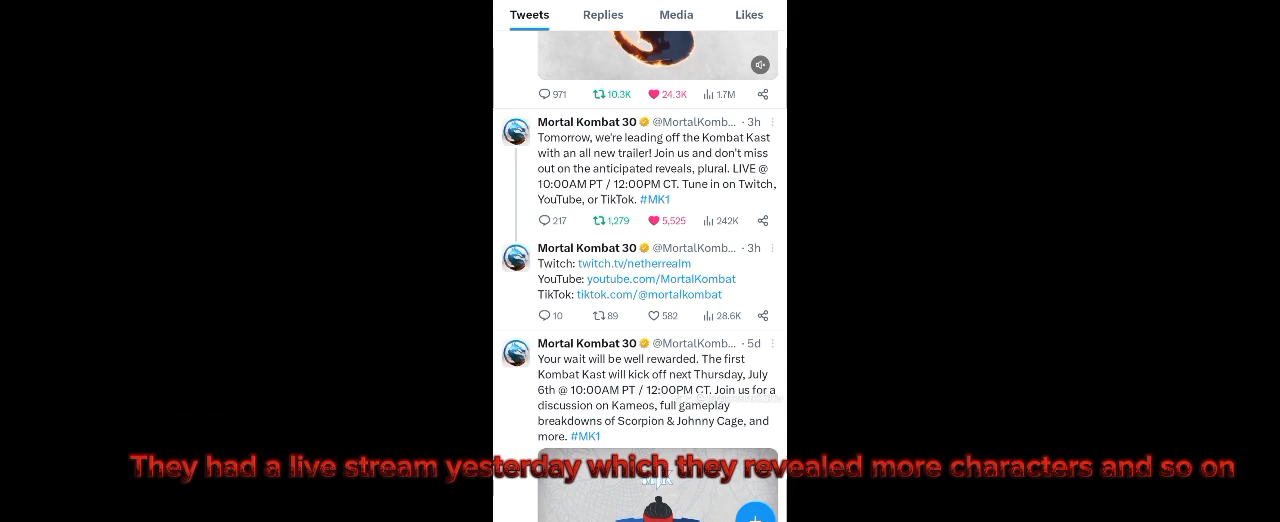 Tweets Replies Media Likes
971 10.3K 24.3K 1.7M
Mortal Kombat 30 @MortalKomb... · 3h
Tomorrow, we're leading off the Kombat Kast
with an all new trailer! Join us and don't miss
out on the anticipated reveals, plural. LIVE @
10:00AM PT / 12:00PM CT. Tune in on Twitch,
YouTube, or TikTok. #MK1
217 1,279 5,525 242K
Mortal Kombat 30 @MortalKomb... · 3h
Twitch: twitch.tv/netherrealm
YouTube: youtube.com/MortalKombat
TikTok: tiktok.com/@mortalkombat
10 89 582 28.6K
Mortal Kombat 30 @MortalKomb... · 5d
Your wait will be well rewarded. The first
Kombat Kast will kick off next Thursday, July
6th @ 10:00AM PT / 12:00PM CT. Join us for a
discussion on Kameos, full gameplay
breakdowns of Scorpion & Johnny Cage, and
more. #MK1
They had a live stream yesterday which they revealed more characters and so on